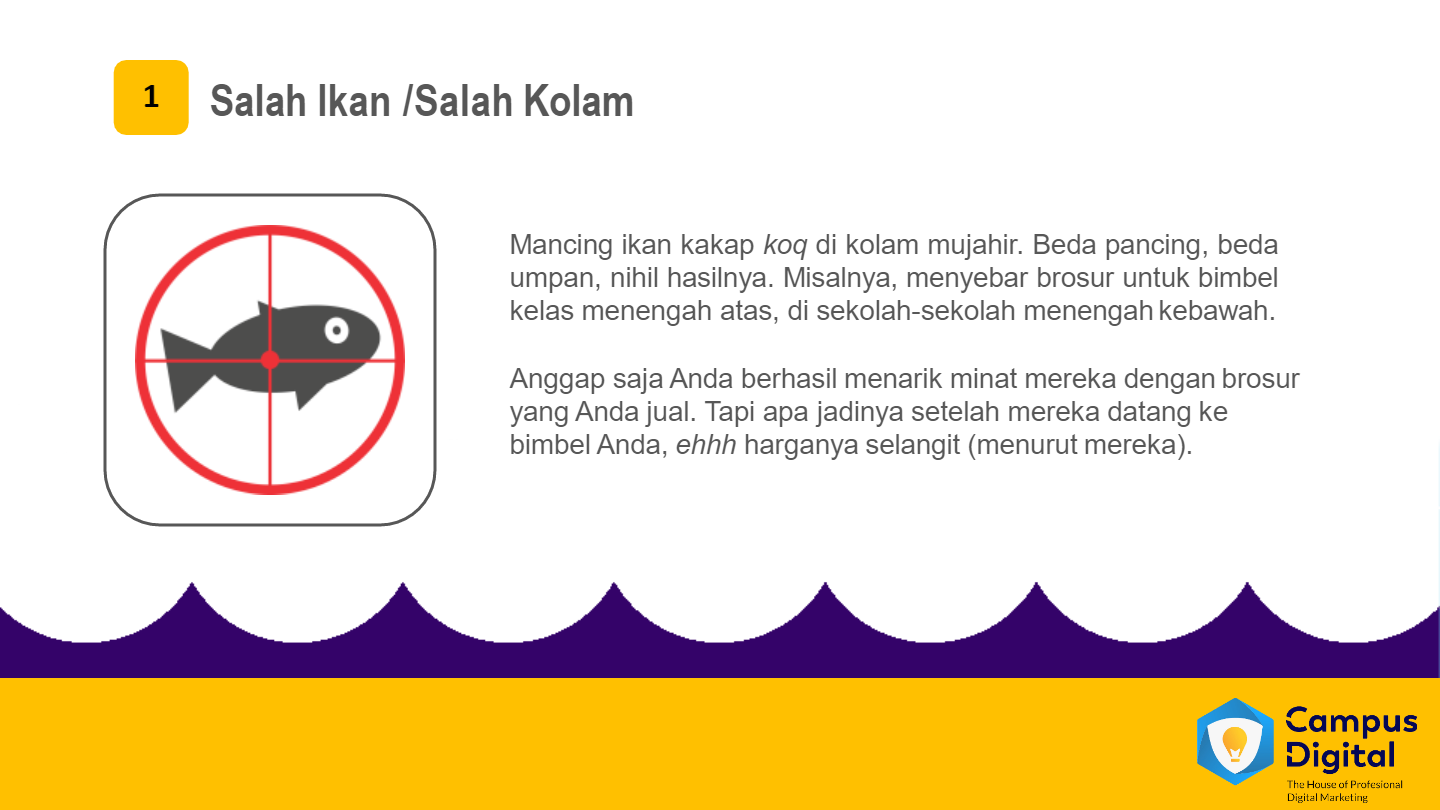 1
Salah Ikan /Salah Kolam
Mancing ikan kakap koq di kolam mujahir. Beda pancing, beda
umpan, nihil hasilnya. Misalnya, menyebar brosur untuk bimbel
kelas menengah atas, di sekolah-sekolah menengah kebawah.
Anggap saja Anda berhasil menarik minat mereka dengan brosur
yang Anda jual. Tapi apa jadinya setelah mereka datang ke
bimbel Anda, ehhh harganya selangit (menurut mereka).
Campus
Digital
The House of Profesional
Digital Marketing